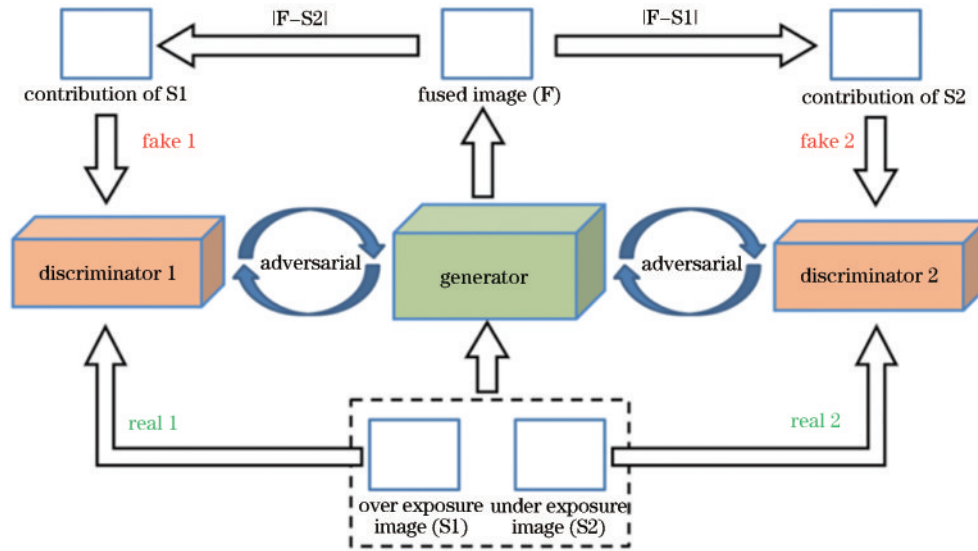 |F-S2|
|F-S1|
contribution of S1
fused image (F)
contribution of S2
fake 1
fake 2
discriminator 1
adversarial
generator
adversarial
discriminator 2
real 1
real 2
over exposure
image (S1)
under exposure
image (S2)